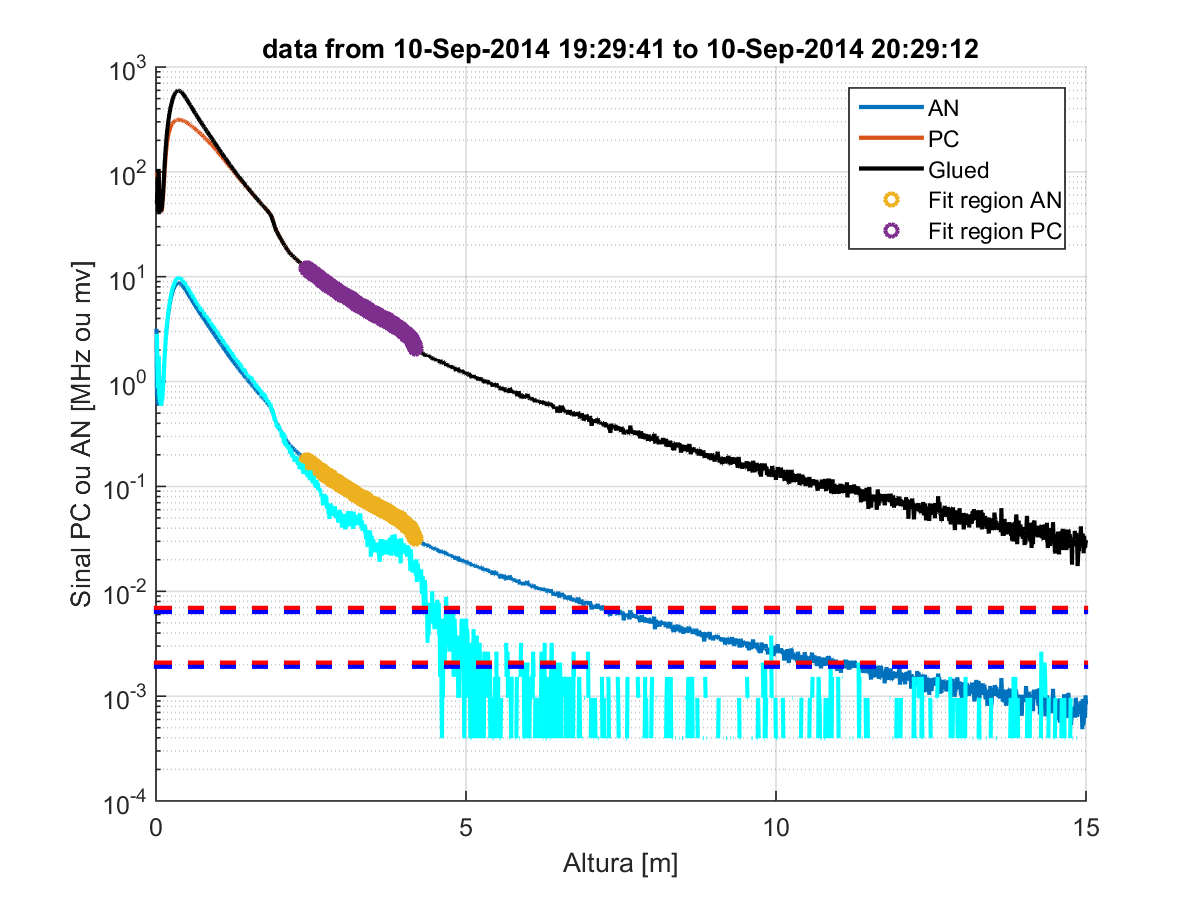 data from 10-Sep-2014 19:29:41 to 10-Sep-2014 20:29:12
Sinal PC ou AN [MHz ou mv]
10^3
10^2
10^1
10^0
10^-1
10^-2
10^-3
10^-4
AN
PC
Glued
Fit region AN
Fit region PC
0 5 10 15
Altura [m]